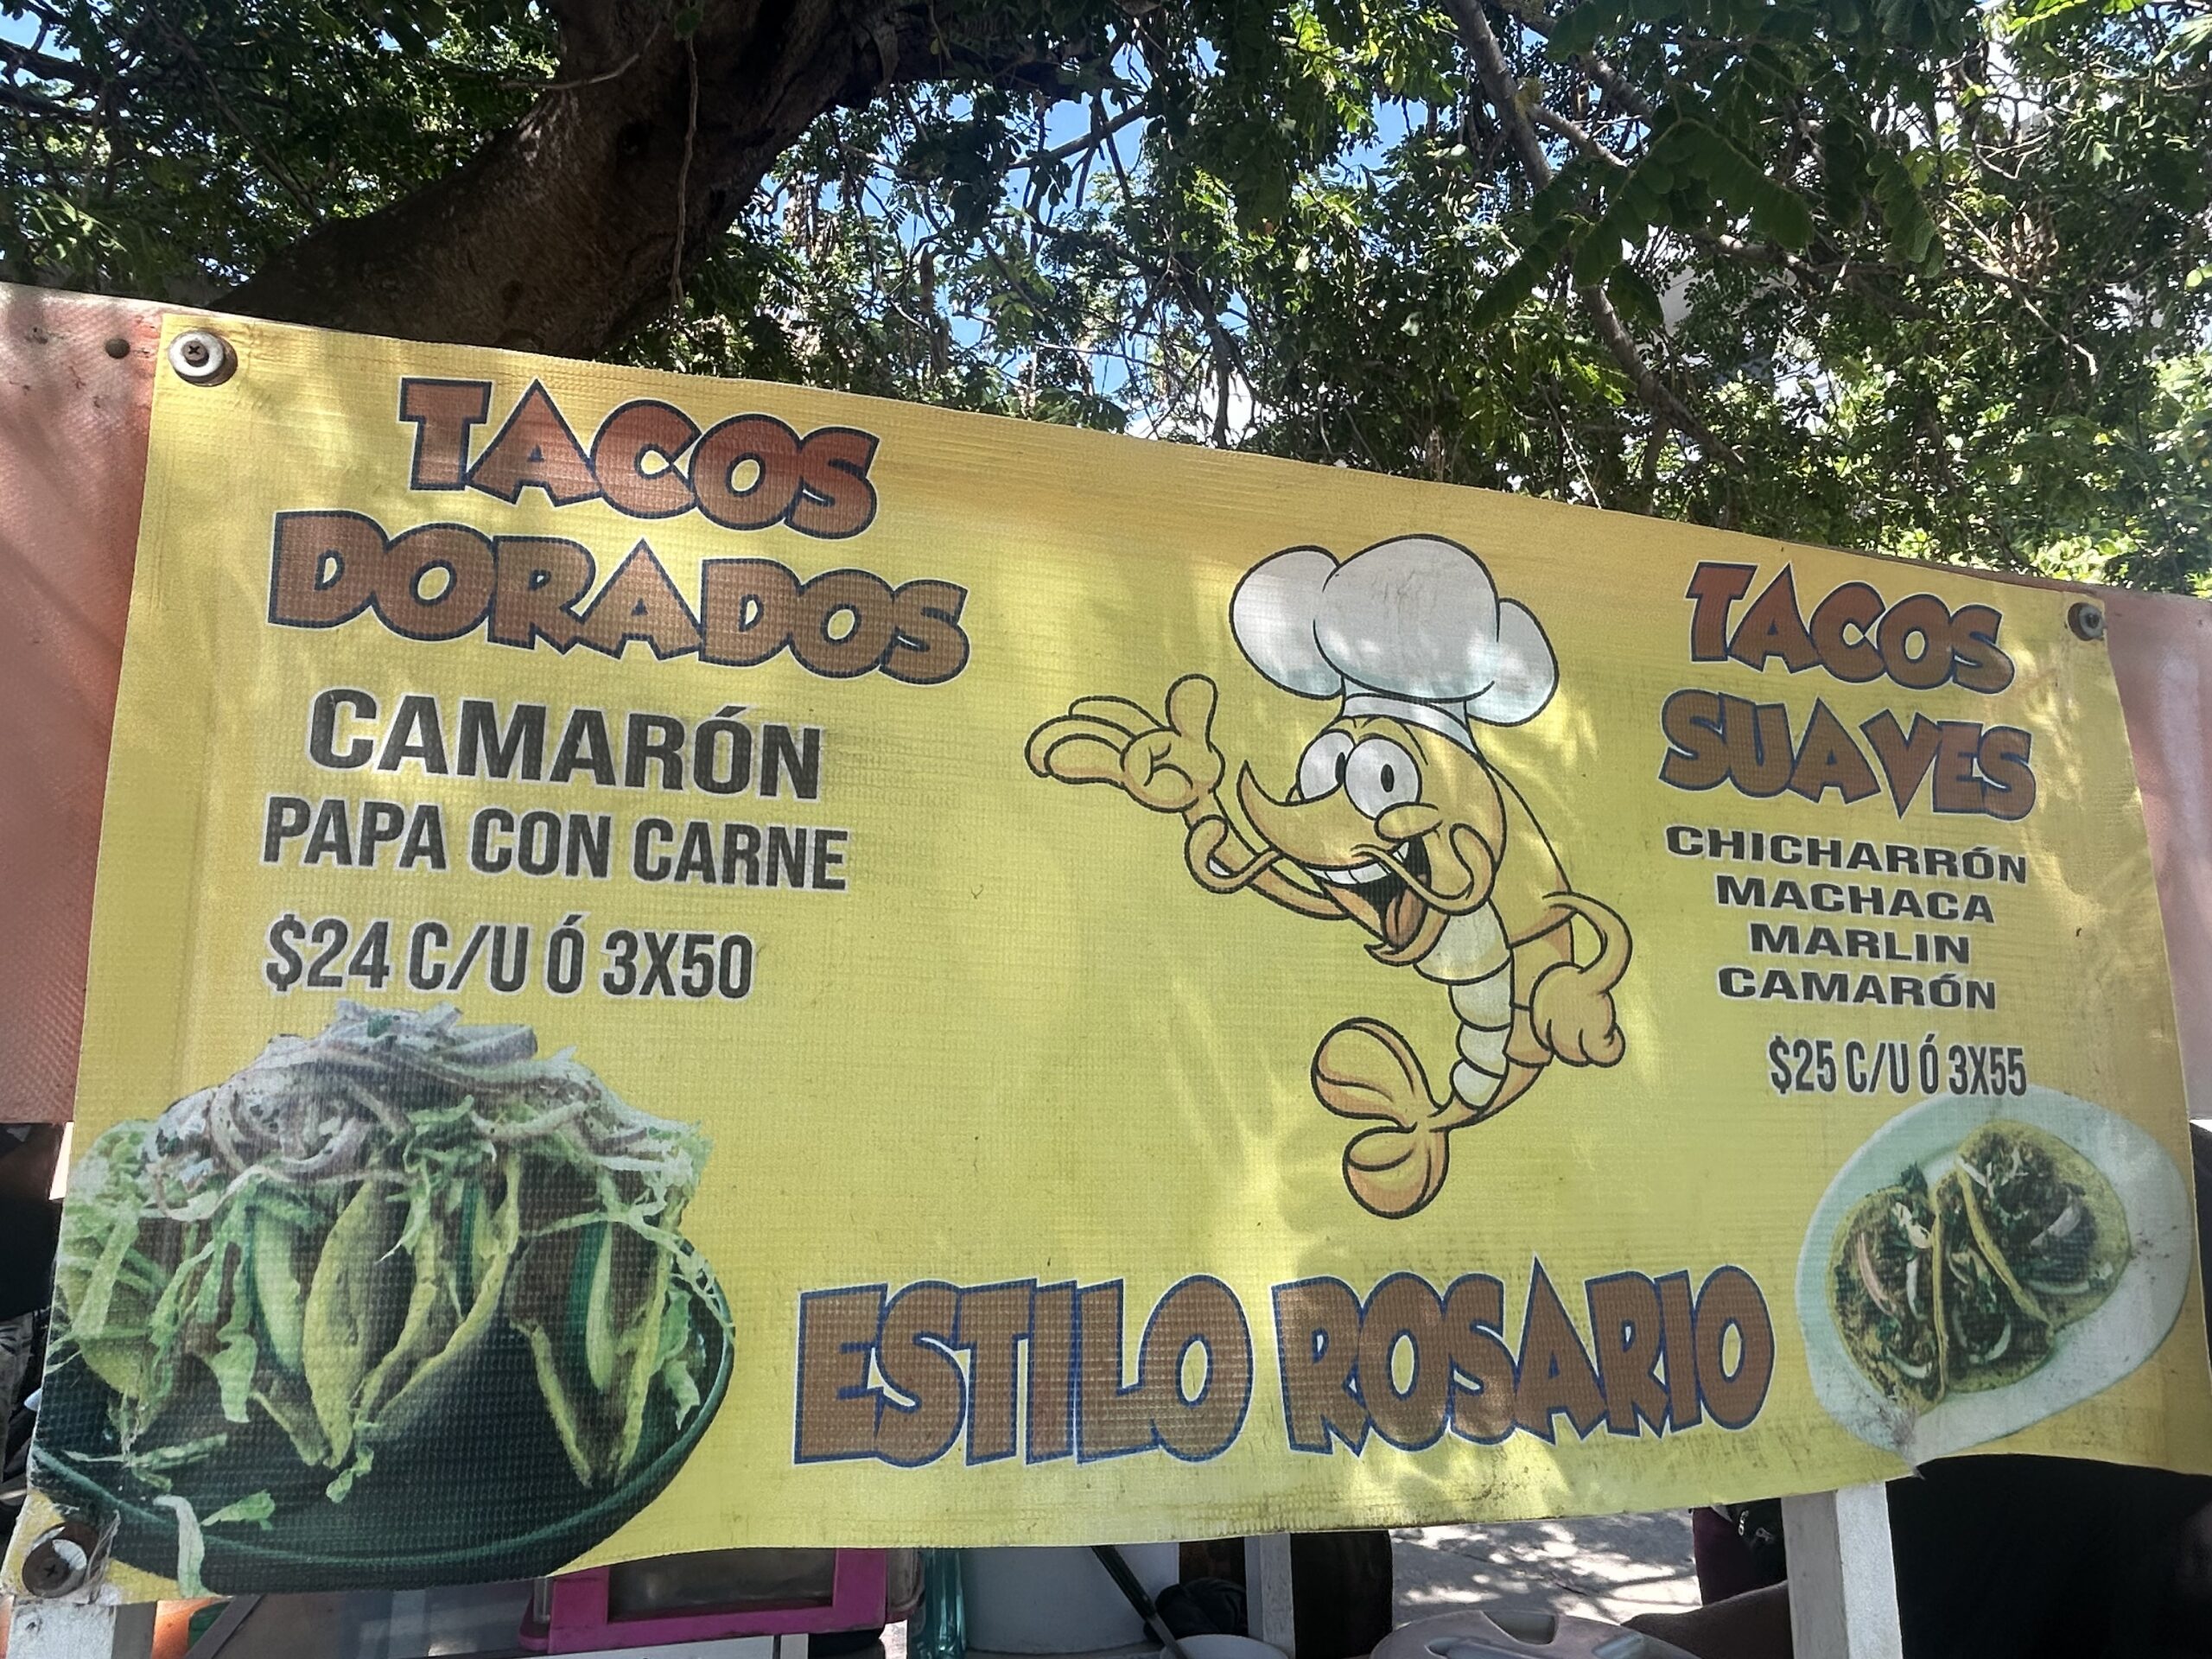 TACOS
DORADOS
CAMARÓN
PAPA CON CARNE
$24 C/U Ó 3X50
TACOS
SUAVES
CHICHARRÓN
MACHACA
MARLIN
CAMARÓN
$25 C/U Ó 3X55
ESTILO ROSARIO